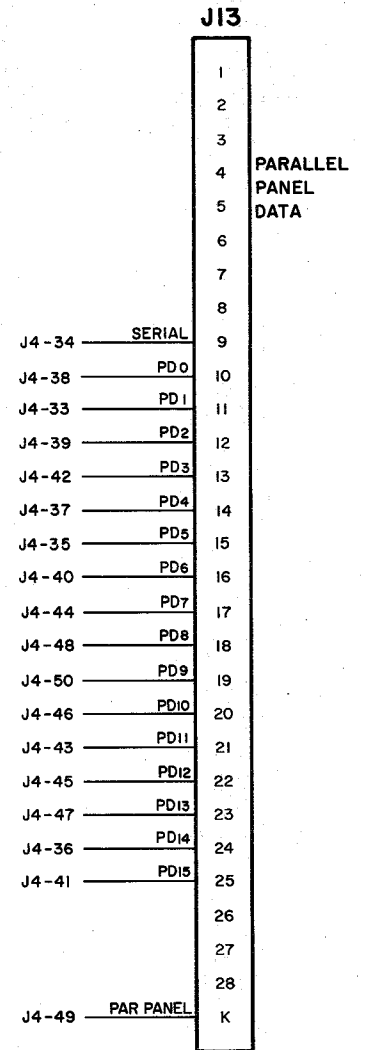 J13
1
2
3
4 PARALLEL
PANEL
5 DATA
6
7
8
J4-34 SERIAL 9
J4-38 PD0 10
J4-33 PD1 11
J4-39 PD2 12
J4-42 PD3 13
J4-37 PD4 14
J4-35 PD5 15
J4-40 PD6 16
J4-44 PD7 17
J4-48 PD8 18
J4-50 PD9 19
J4-46 PD10 20
J4-43 PD11 21
J4-45 PD12 22
J4-47 PD13 23
J4-36 PD14 24
J4-41 PD15 25
26
27
28
J4-49 PAR PANEL K